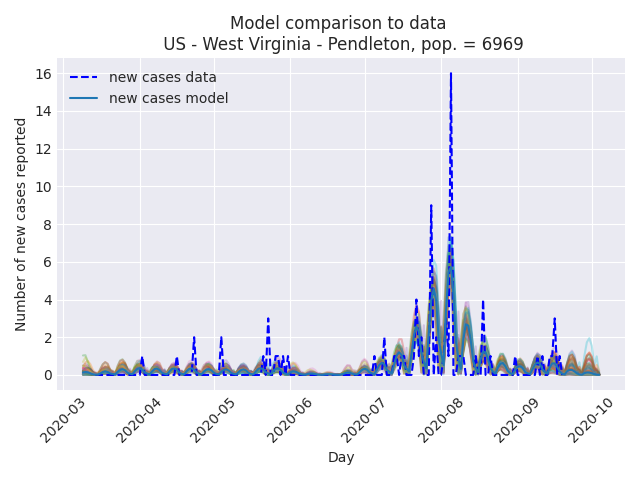 Model comparison to data
US - West Virginia - Pendleton, pop. = 6969
new cases data
new cases model
Number of new cases reported
16
14
12
10
8
6
4
2
0
2020-03
2020-04
2020-05
2020-06
2020-07
2020-08
2020-09
2020-10
Day